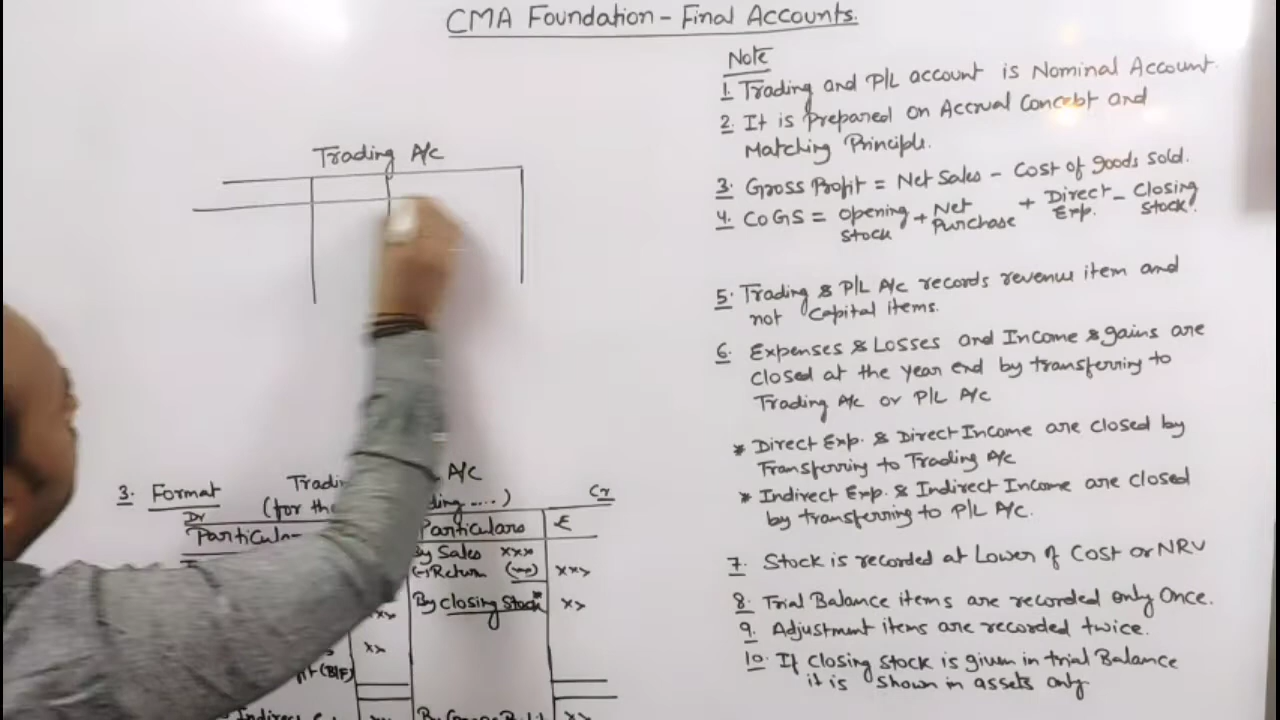 CMA Foundation - Final Accounts.
Trading A/c
Note
1. Trading and P/L account is Nominal Account.
2. It is prepared on Accrual Concept and
Matching Principle.
3. Gross Profit = Net Sales - Cost of goods sold.
4. COGS = Opening Stock + Net Purchase + Direct Exp. - Closing Stock.
5. Trading & P/L A/c records revenue item and
not Capital items.
6. Expenses & Losses and Income & gains are
closed at the year end by transferring to
Trading A/c or P/L A/c
* Direct Exp. & Direct Income are closed by
Transferring to Trading A/c
* Indirect Exp. & Indirect Income are closed
by transferring to P/L A/c.
7. Stock is recorded at Lower of Cost or NRV
8. Trial Balance items are recorded only Once.
9. Adjustment items are recorded twice.
10. If closing stock is given in trial Balance
it is shown in assets only
3. Format
A/c
(for the
Dr
Cr
Particulars
By Sales xxx
(-) Return xxx
By closing Stock* xx
xx
xx